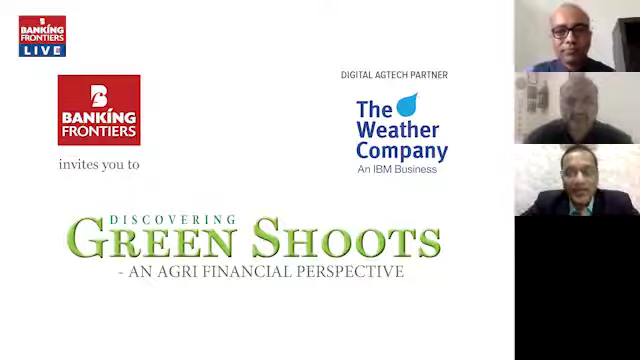 BANKING
FRONTIERS
LIVE
DIGITAL AGTECH PARTNER
BANKING
FRONTIERS
The
Weather
Company
An IBM Business
invites you to
DISCOVERING
GREEN SHOOTS
- AN AGRI FINANCIAL PERSPECTIVE